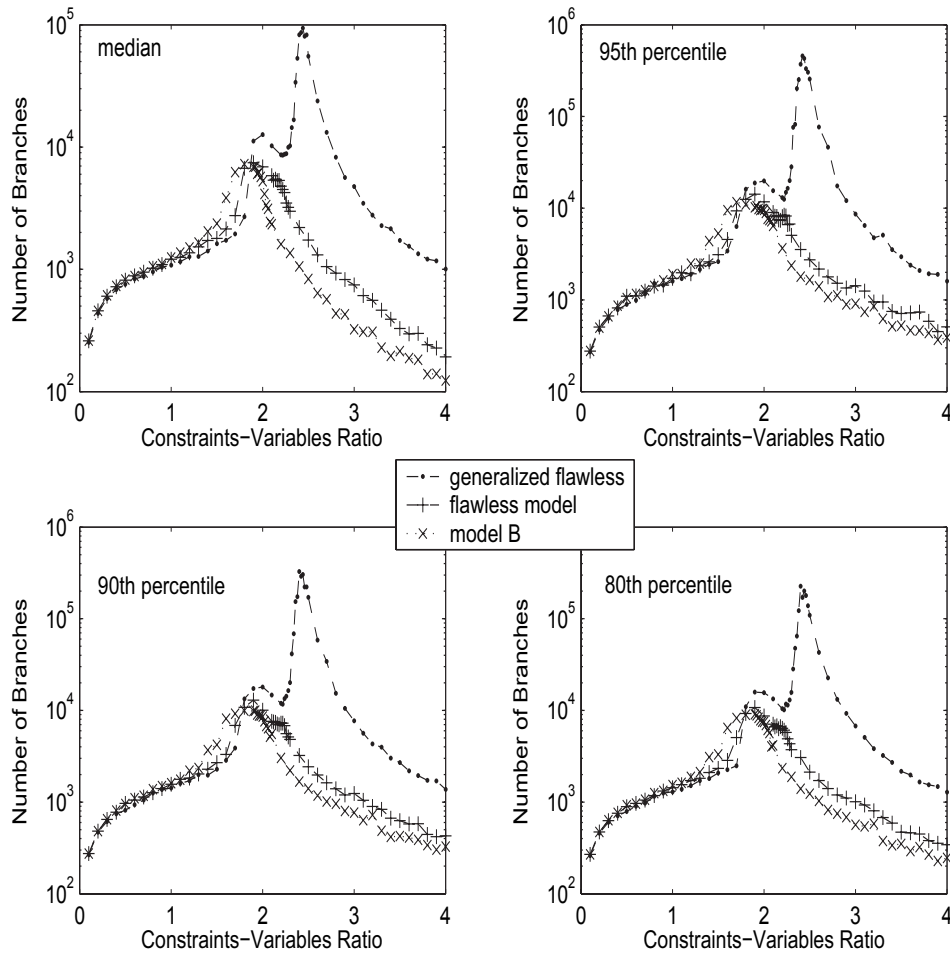 median
10^5
10^4
10^3
10^2
Number of Branches
0 1 2 3 4
Constraints−Variables Ratio
95th percentile
10^6
10^5
10^4
10^3
10^2
Number of Branches
0 1 2 3 4
Constraints−Variables Ratio
generalized flawless
flawless model
model B
90th percentile
10^6
10^5
10^4
10^3
10^2
Number of Branches
0 1 2 3 4
Constraints−Variables Ratio
80th percentile
10^6
10^5
10^4
10^3
10^2
Number of Branches
0 1 2 3 4
Constraints−Variables Ratio